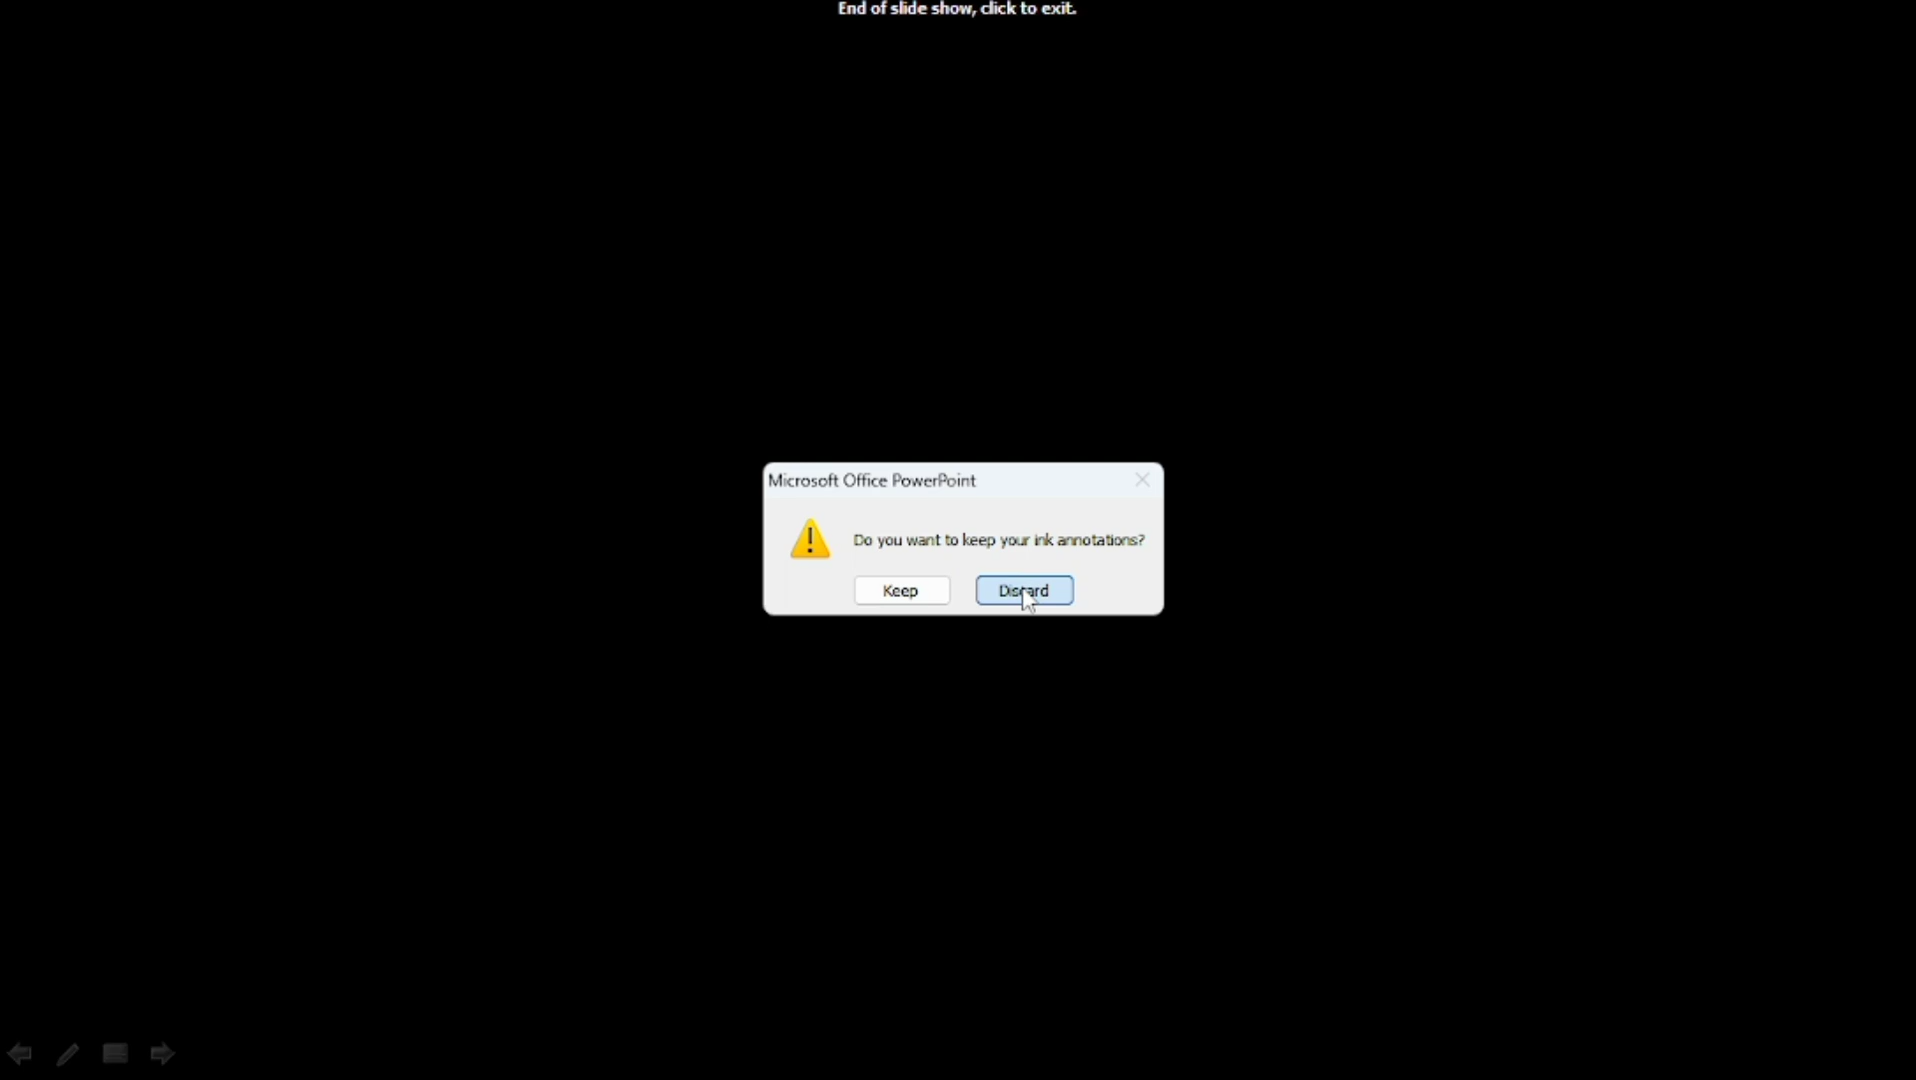 End of slide show, click to exit.
Microsoft Office PowerPoint
Do you want to keep your ink annotations?
Keep
Discard